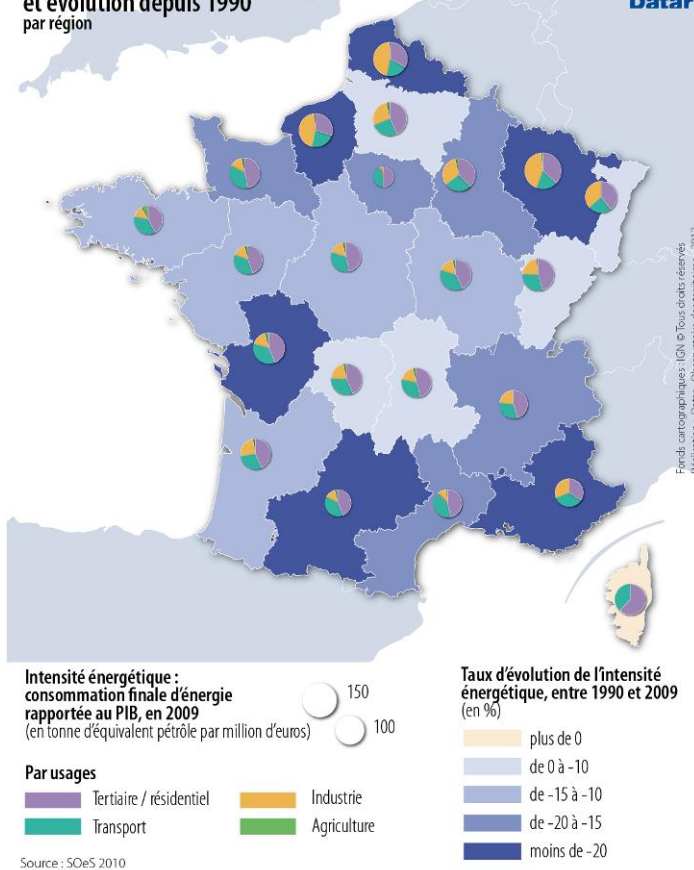 et évolution depuis 1990
par région
Datar
Fonds cartographiques : IGN © Tous droits réservés
Intensité énergétique :
consommation finale d'énergie
rapportée au PIB, en 2009
(en tonne d'équivalent pétrôle par million d'euros)
150
100
Par usages
Tertiaire / résidentiel
Industrie
Transport
Agriculture
Source : SOeS 2010
Taux d'évolution de l'intensité
énergétique, entre 1990 et 2009
(en %)
plus de 0
de 0 à -10
de -15 à -10
de -20 à -15
moins de -20